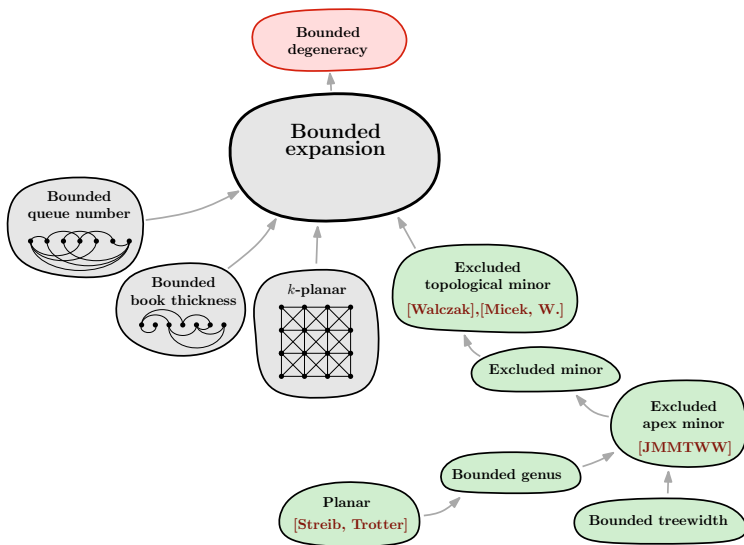 Bounded
degeneracy
Bounded
expansion
Bounded
queue number
Bounded
book thickness
k-planar
Excluded
topological minor
[Walczak],[Micek, W.]
Excluded minor
Excluded
apex minor
[JMMTWW]
Bounded genus
Planar
[Streib, Trotter]
Bounded treewidth